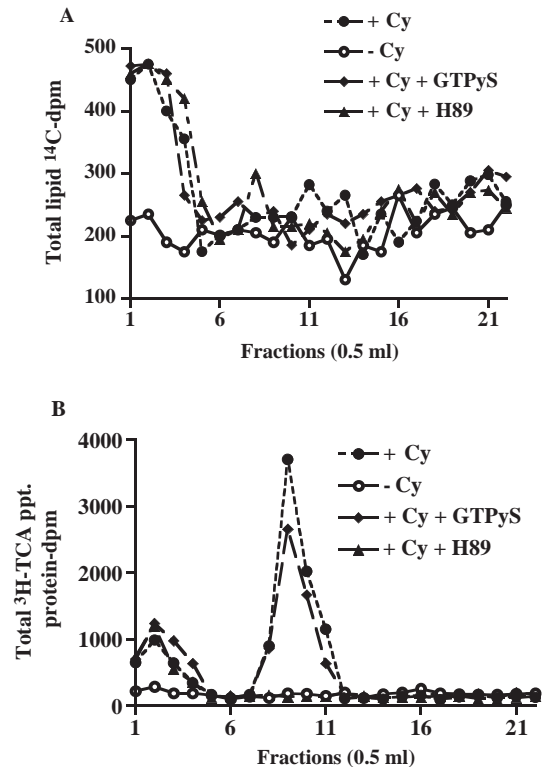 A
+ Cy
- Cy
+ Cy + GTPyS
+ Cy + H89
Total lipid ¹⁴C-dpm
500
400
300
200
100
1 6 11 16 21
Fractions (0.5 ml)
B
+ Cy
- Cy
+ Cy + GTPyS
+ Cy + H89
Total ³H-TCA ppt.
protein-dpm
4000
3000
2000
1000
0
1 6 11 16 21
Fractions (0.5 ml)